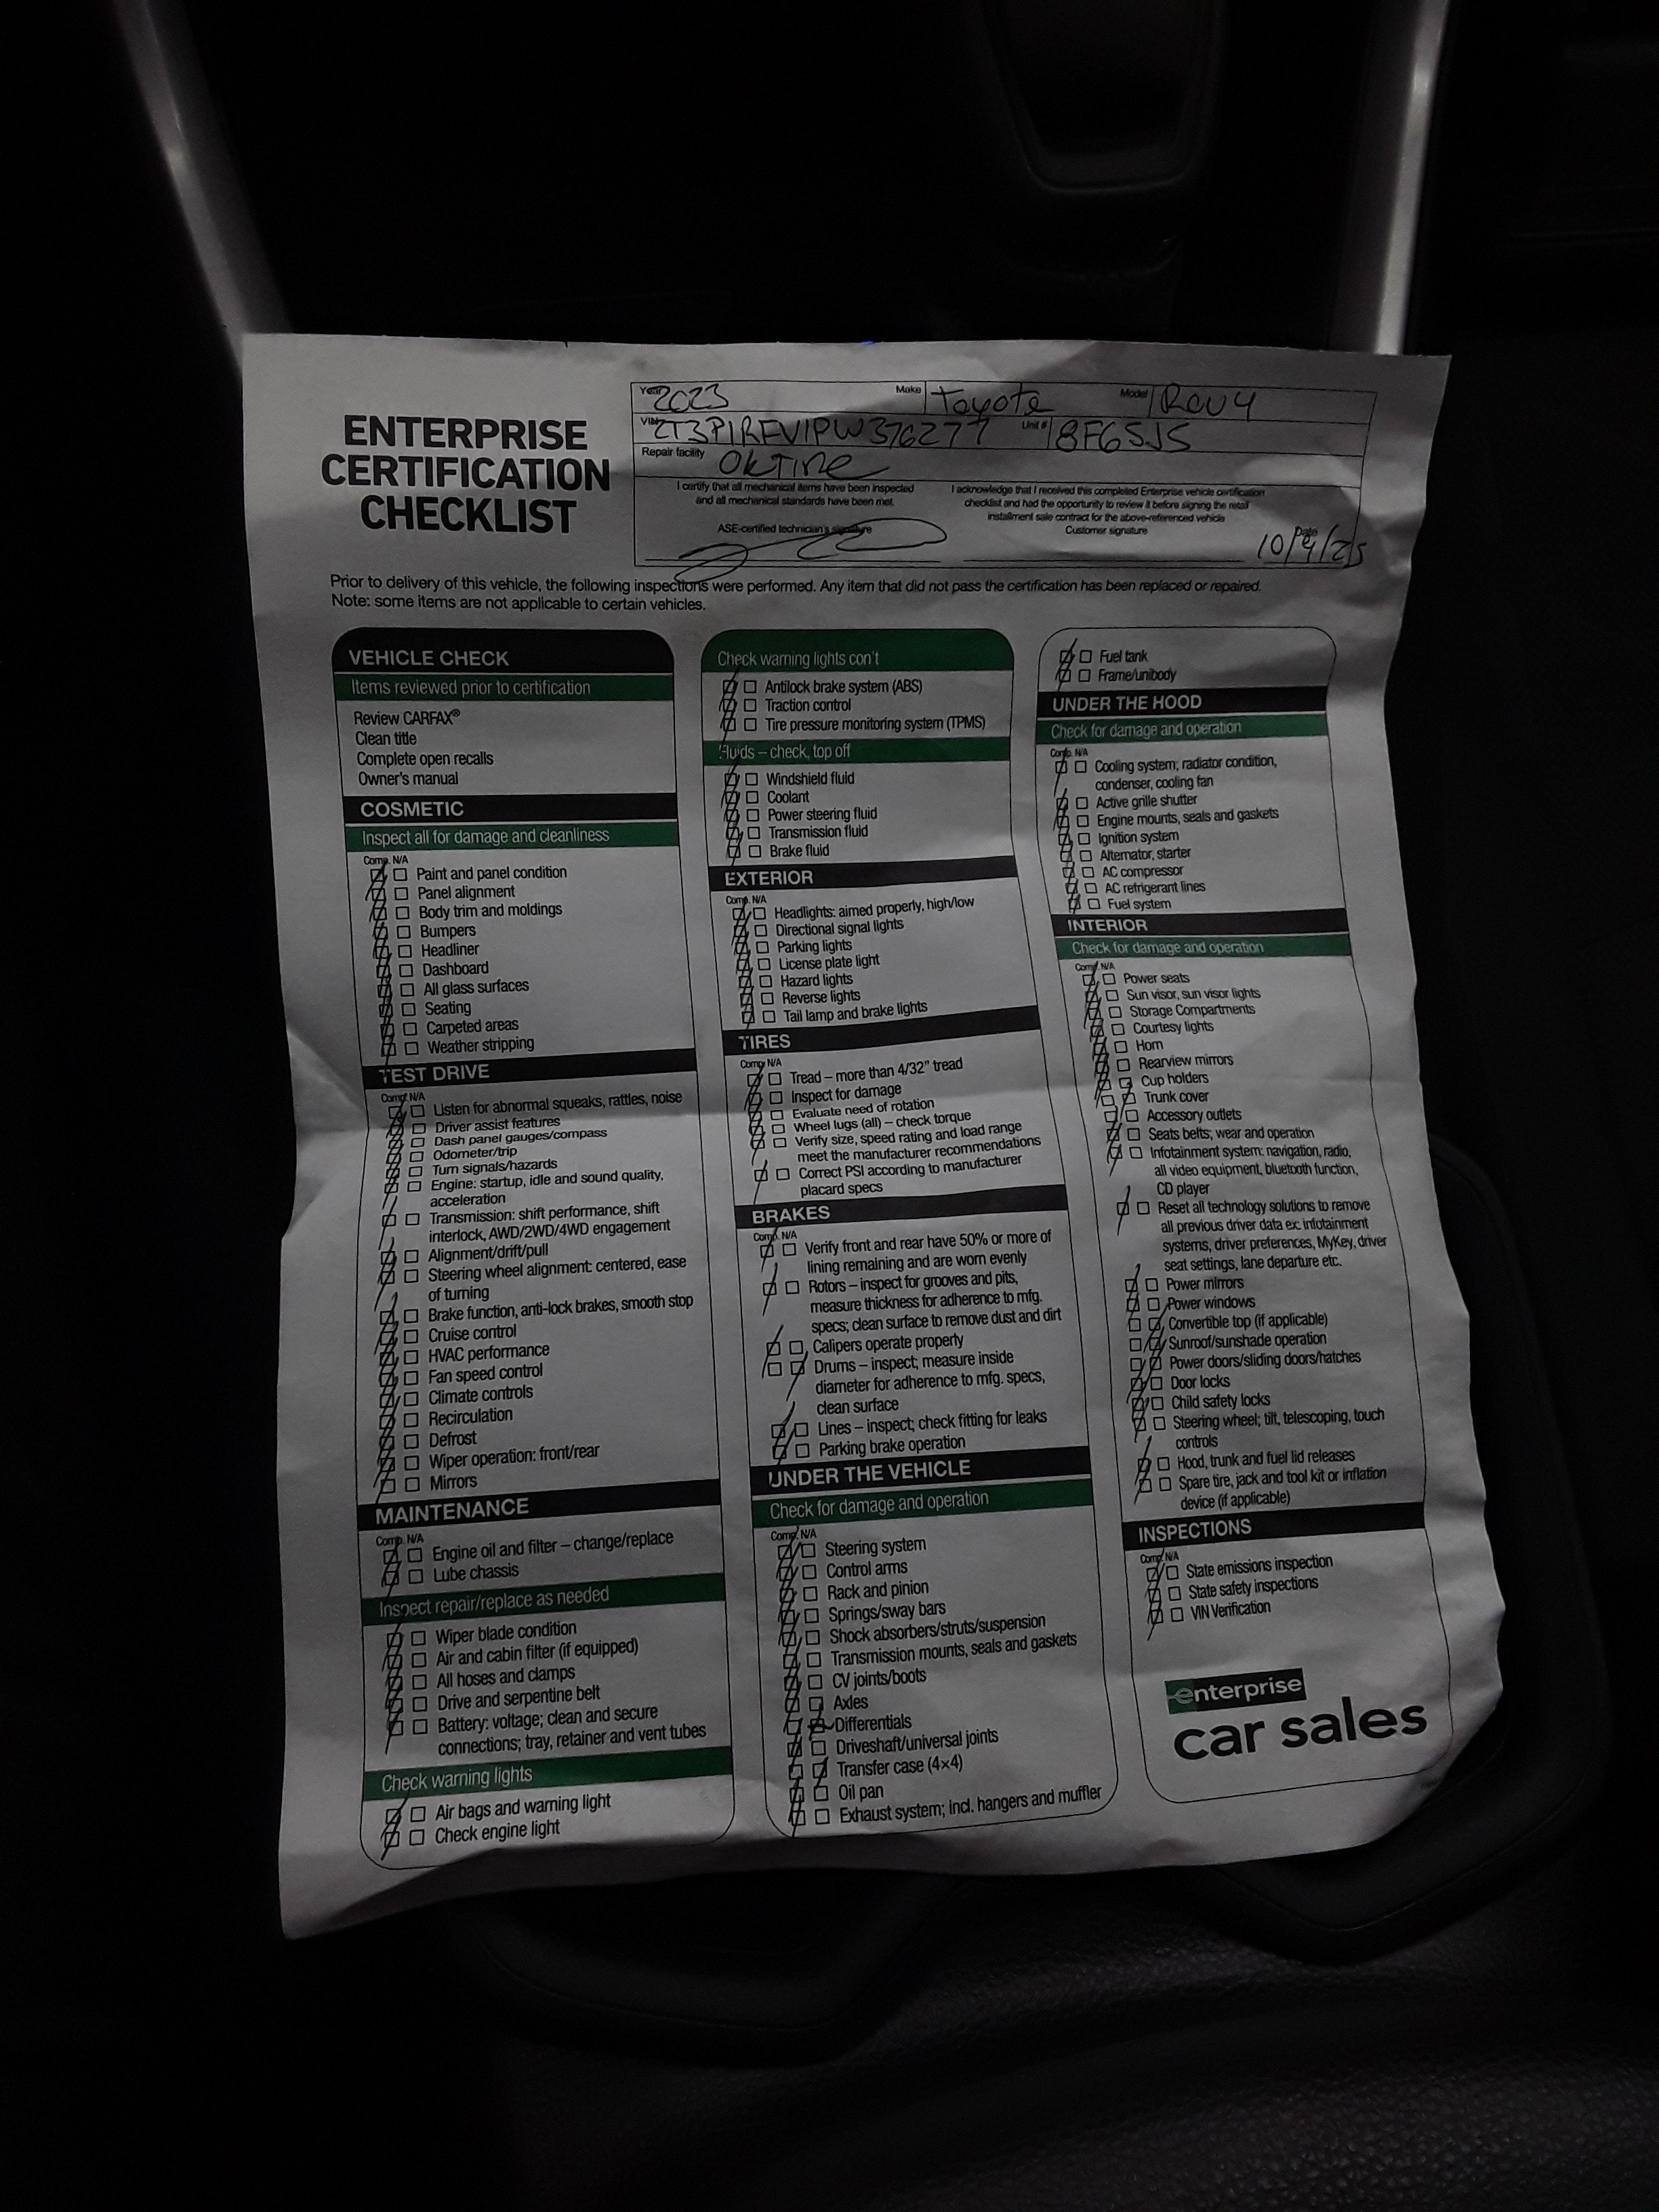 ENTERPRISE
CERTIFICATION
CHECKLIST
Year 2023 Make Toyota Model Rav4
VIN 2T3P1RFV1PW376277 Unit # 8F65JS
Repair facility
I certify that all mechanical items have been inspected
and all mechanical standards have been met.
ASE-certified technician's signature
I acknowledge that I received this completed Enterprise vehicle certification
checklist and had the opportunity to review it before signing the retail
installment sale contract for the above-referenced vehicle
Customer signature
Date
Prior to delivery of this vehicle, the following inspections were performed. Any item that did not pass the certification has been replaced or repaired.
Note: some items are not applicable to certain vehicles.
VEHICLE CHECK
Items reviewed prior to certification
Review CARFAX®
Clean title
Complete open recalls
Owner's manual
COSMETIC
Inspect all for damage and cleanliness
Comp. N/A
Paint and panel condition
Panel alignment
Body trim and moldings
Bumpers
Headliner
Dashboard
All glass surfaces
Seating
Carpeted areas
Weather stripping
TEST DRIVE
Comp. N/A
Listen for abnormal squeaks, rattles, noise
Driver assist features
Dash panel gauges/compass
Odometer/trip
Turn signals/hazards
Engine: startup, idle and sound quality,
acceleration
Transmission: shift performance, shift
interlock, AWD/2WD/4WD engagement
Alignment/drift/pull
Steering wheel alignment: centered, ease
of turning
Brake function, anti-lock brakes, smooth stop
Cruise control
HVAC performance
Fan speed control
Climate controls
Recirculation
Defrost
Wiper operation: front/rear
Mirrors
MAINTENANCE
Comp. N/A
Engine oil and filter – change/replace
Lube chassis
Inspect repair/replace as needed
Wiper blade condition
Air and cabin filter (if equipped)
All hoses and clamps
Drive and serpentine belt
Battery: voltage; clean and secure
connections; tray, retainer and vent tubes
Check warning lights
Air bags and warning light
Check engine light
Check warning lights con't
Antilock brake system (ABS)
Traction control
Tire pressure monitoring system (TPMS)
Fluids – check, top off
Windshield fluid
Coolant
Power steering fluid
Transmission fluid
Brake fluid
EXTERIOR
Comp. N/A
Headlights: aimed properly, high/low
Directional signal lights
Parking lights
License plate light
Hazard lights
Reverse lights
Tail lamp and brake lights
TIRES
Comp. N/A
Tread – more than 4/32" tread
Inspect for damage
Evaluate need of rotation
Wheel lugs (all) – check torque
Verify size, speed rating and load range
meet the manufacturer recommendations
Correct PSI according to manufacturer
placard specs
BRAKES
Comp. N/A
Verify front and rear have 50% or more of
lining remaining and are worn evenly
Rotors – inspect for grooves and pits,
measure thickness for adherence to mfg.
specs; clean surface to remove dust and dirt
Calipers operate properly
Drums – inspect; measure inside
diameter for adherence to mfg. specs,
clean surface
Lines – inspect; check fitting for leaks
Parking brake operation
UNDER THE VEHICLE
Check for damage and operation
Comp. N/A
Steering system
Control arms
Rack and pinion
Springs/sway bars
Shock absorbers/struts/suspension
Transmission mounts, seals and gaskets
CV joints/boots
Axles
Differentials
Driveshaft/universal joints
Transfer case (4×4)
Oil pan
Exhaust system; incl. hangers and muffler
Fuel tank
Frame/unibody
UNDER THE HOOD
Check for damage and operation
Comp. N/A
Cooling system; radiator condition,
condenser, cooling fan
Active grille shutter
Engine mounts, seals and gaskets
Ignition system
Alternator, starter
AC compressor
AC refrigerant lines
Fuel system
INTERIOR
Check for damage and operation
Comp. N/A
Power seats
Sun visor, sun visor lights
Storage Compartments
Courtesy lights
Horn
Rearview mirrors
Cup holders
Trunk cover
Accessory outlets
Seats belts; wear and operation
Infotainment system: navigation, radio,
all video equipment, bluetooth function,
CD player
Reset all technology solutions to remove
all previous driver data ex: infotainment
systems, driver preferences, MyKey, driver
seat settings, lane departure etc.
Power mirrors
Power windows
Convertible top (if applicable)
Sunroof/sunshade operation
Power doors/sliding doors/hatches
Door locks
Child safety locks
Steering wheel; tilt, telescoping, touch
controls
Hood, trunk and fuel lid releases
Spare tire, jack and tool kit or inflation
device (if applicable)
INSPECTIONS
Comp. N/A
State emissions inspection
State safety inspections
VIN Verification
enterprise
car sales